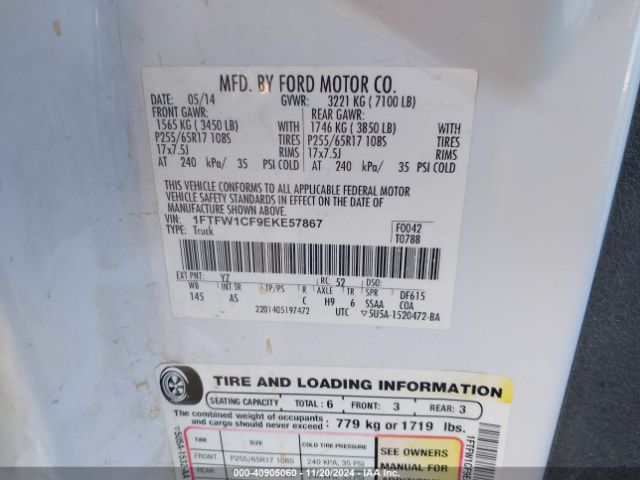 MFD. BY FORD MOTOR CO.
DATE: 05/14 GVWR: 3221 KG ( 7100 LB)
FRONT GAWR: REAR GAWR:
1565 KG ( 3450 LB) WITH 1746 KG ( 3850 LB) WITH
P255/65R17 108S TIRES P255/65R17 108S TIRES
17x7.5J RIMS 17x7.5J RIMS
AT 240 kPa/ 35 PSI COLD AT 240 kPa/ 35 PSI COLD
THIS VEHICLE CONFORMS TO ALL APPLICABLE FEDERAL MOTOR
VEHICLE SAFETY STANDARDS IN EFFECT ON THE DATE OF
MANUFACTURE SHOWN ABOVE.
VIN: 1FTFW1CF9EKE57867 F0042
TYPE: Truck T0788
EXT PNT: YZ RC: 52 DSO:
WB INT TR TP/PS R AXLE TR SPR DF615
145 AS C H9 6 SSAA COA
2201405197472 UTC ▽5U5A-1520472-BA
TIRE AND LOADING INFORMATION
SEATING CAPACITY TOTAL : 6 FRONT: 3 REAR: 3
The combined weight of occupants
and cargo should never exceed : 779 kg or 1719 lbs.
TIRE SIZE COLD TIRE PRESSURE SEE OWNERS
FRONT P255/65R17 108S 240 KPA, 35 PSI MANUAL FOR
REAR
© IAA 40905060 | 11/20/2024 - IAAI.com